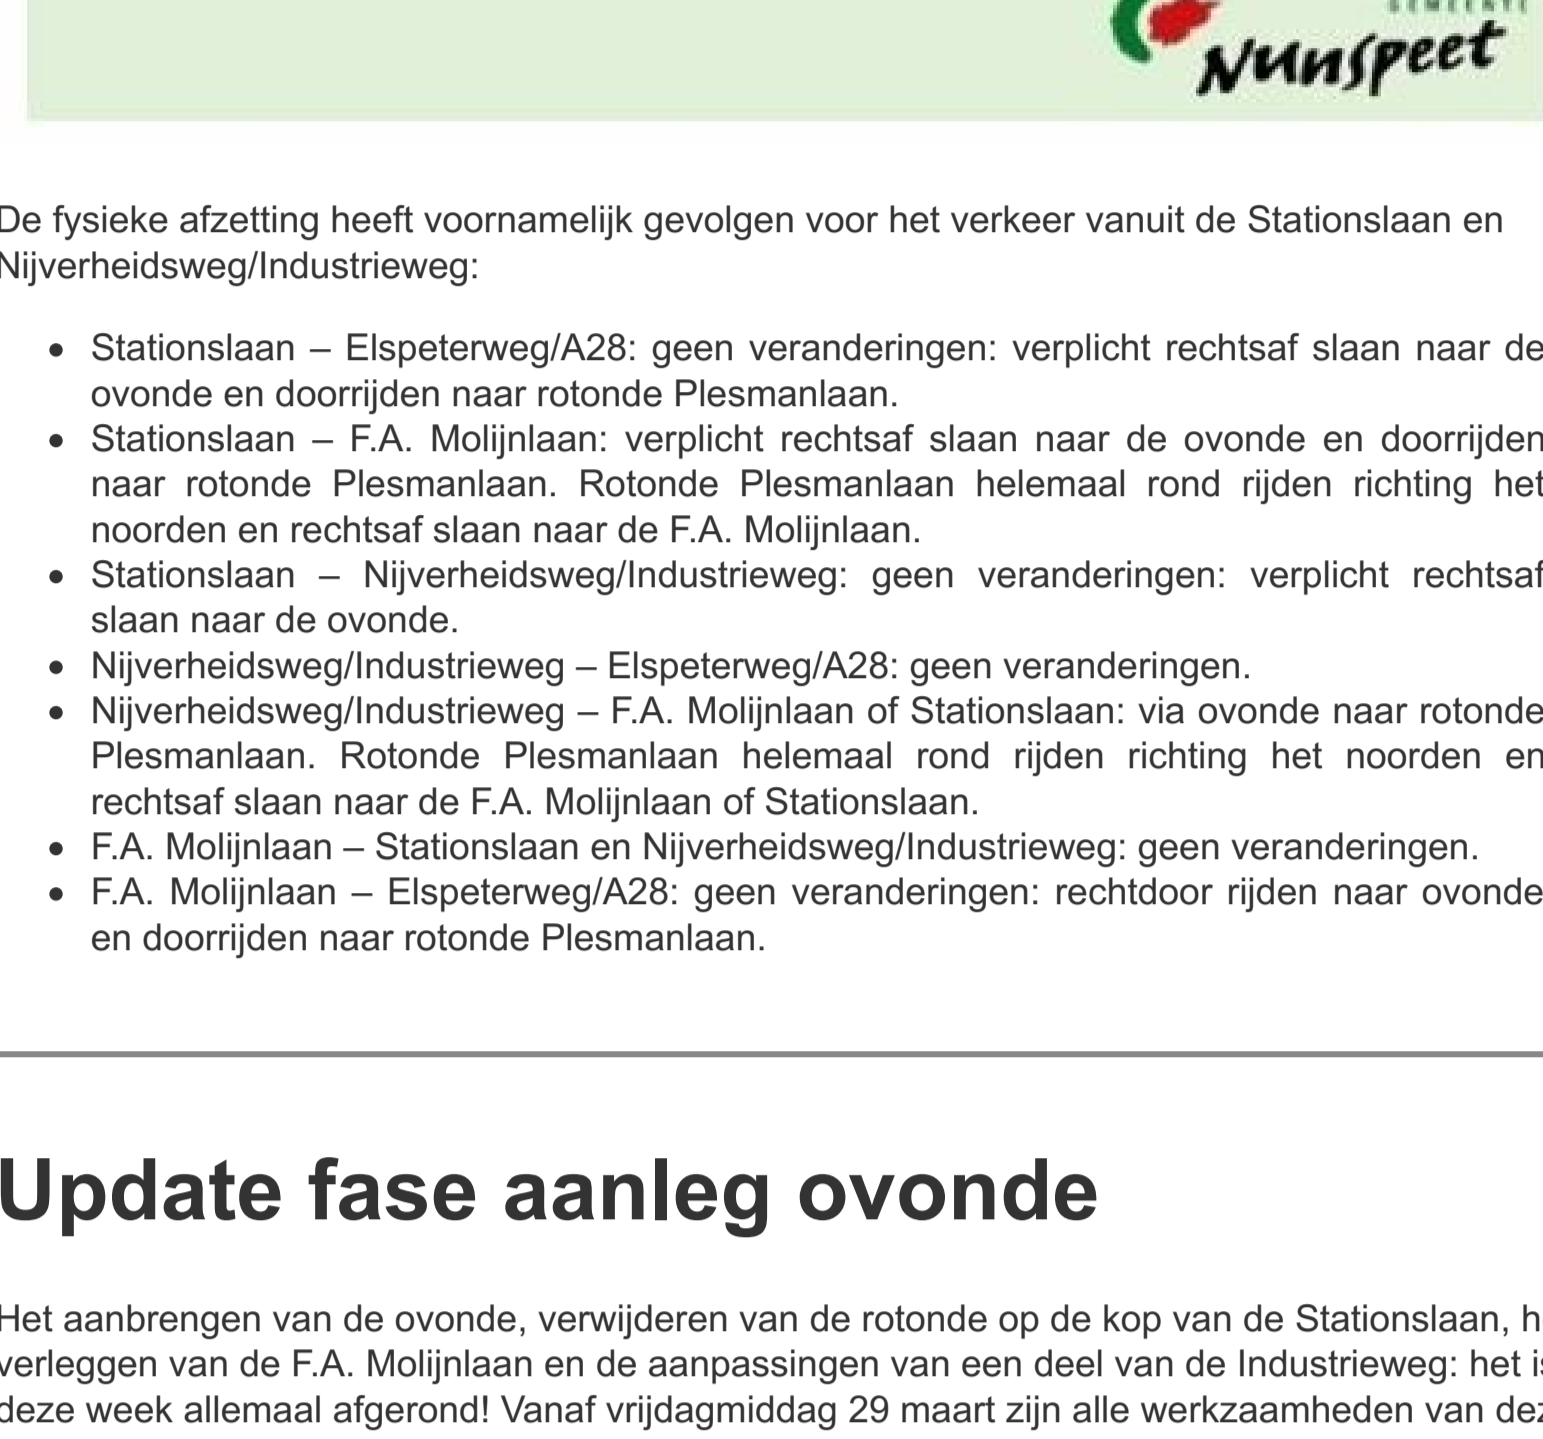 GEMEENTE
Nunspeet
De fysieke afzetting heeft voornamelijk gevolgen voor het verkeer vanuit de Stationslaan en
Nijverheidsweg/Industrieweg:
• Stationslaan – Elspeterweg/A28: geen veranderingen: verplicht rechtsaf slaan naar de
ovonde en doorrijden naar rotonde Plesmanlaan.
• Stationslaan – F.A. Molijnlaan: verplicht rechtsaf slaan naar de ovonde en doorrijden
naar rotonde Plesmanlaan. Rotonde Plesmanlaan helemaal rond rijden richting het
noorden en rechtsaf slaan naar de F.A. Molijnlaan.
• Stationslaan – Nijverheidsweg/Industrieweg: geen veranderingen: verplicht rechtsaf
slaan naar de ovonde.
• Nijverheidsweg/Industrieweg – Elspeterweg/A28: geen veranderingen.
• Nijverheidsweg/Industrieweg – F.A. Molijnlaan of Stationslaan: via ovonde naar rotonde
Plesmanlaan. Rotonde Plesmanlaan helemaal rond rijden richting het noorden en
rechtsaf slaan naar de F.A. Molijnlaan of Stationslaan.
• F.A. Molijnlaan – Stationslaan en Nijverheidsweg/Industrieweg: geen veranderingen.
• F.A. Molijnlaan – Elspeterweg/A28: geen veranderingen: rechtdoor rijden naar ovonde
en doorrijden naar rotonde Plesmanlaan.
Update fase aanleg ovonde
Het aanbrengen van de ovonde, verwijderen van de rotonde op de kop van de Stationslaan, h
verleggen van de F.A. Molijnlaan en de aanpassingen van een deel van de Industrieweg: het is
deze week allemaal afgerond! Vanaf vrijdagmiddag 29 maart zijn alle werkzaamheden van dez